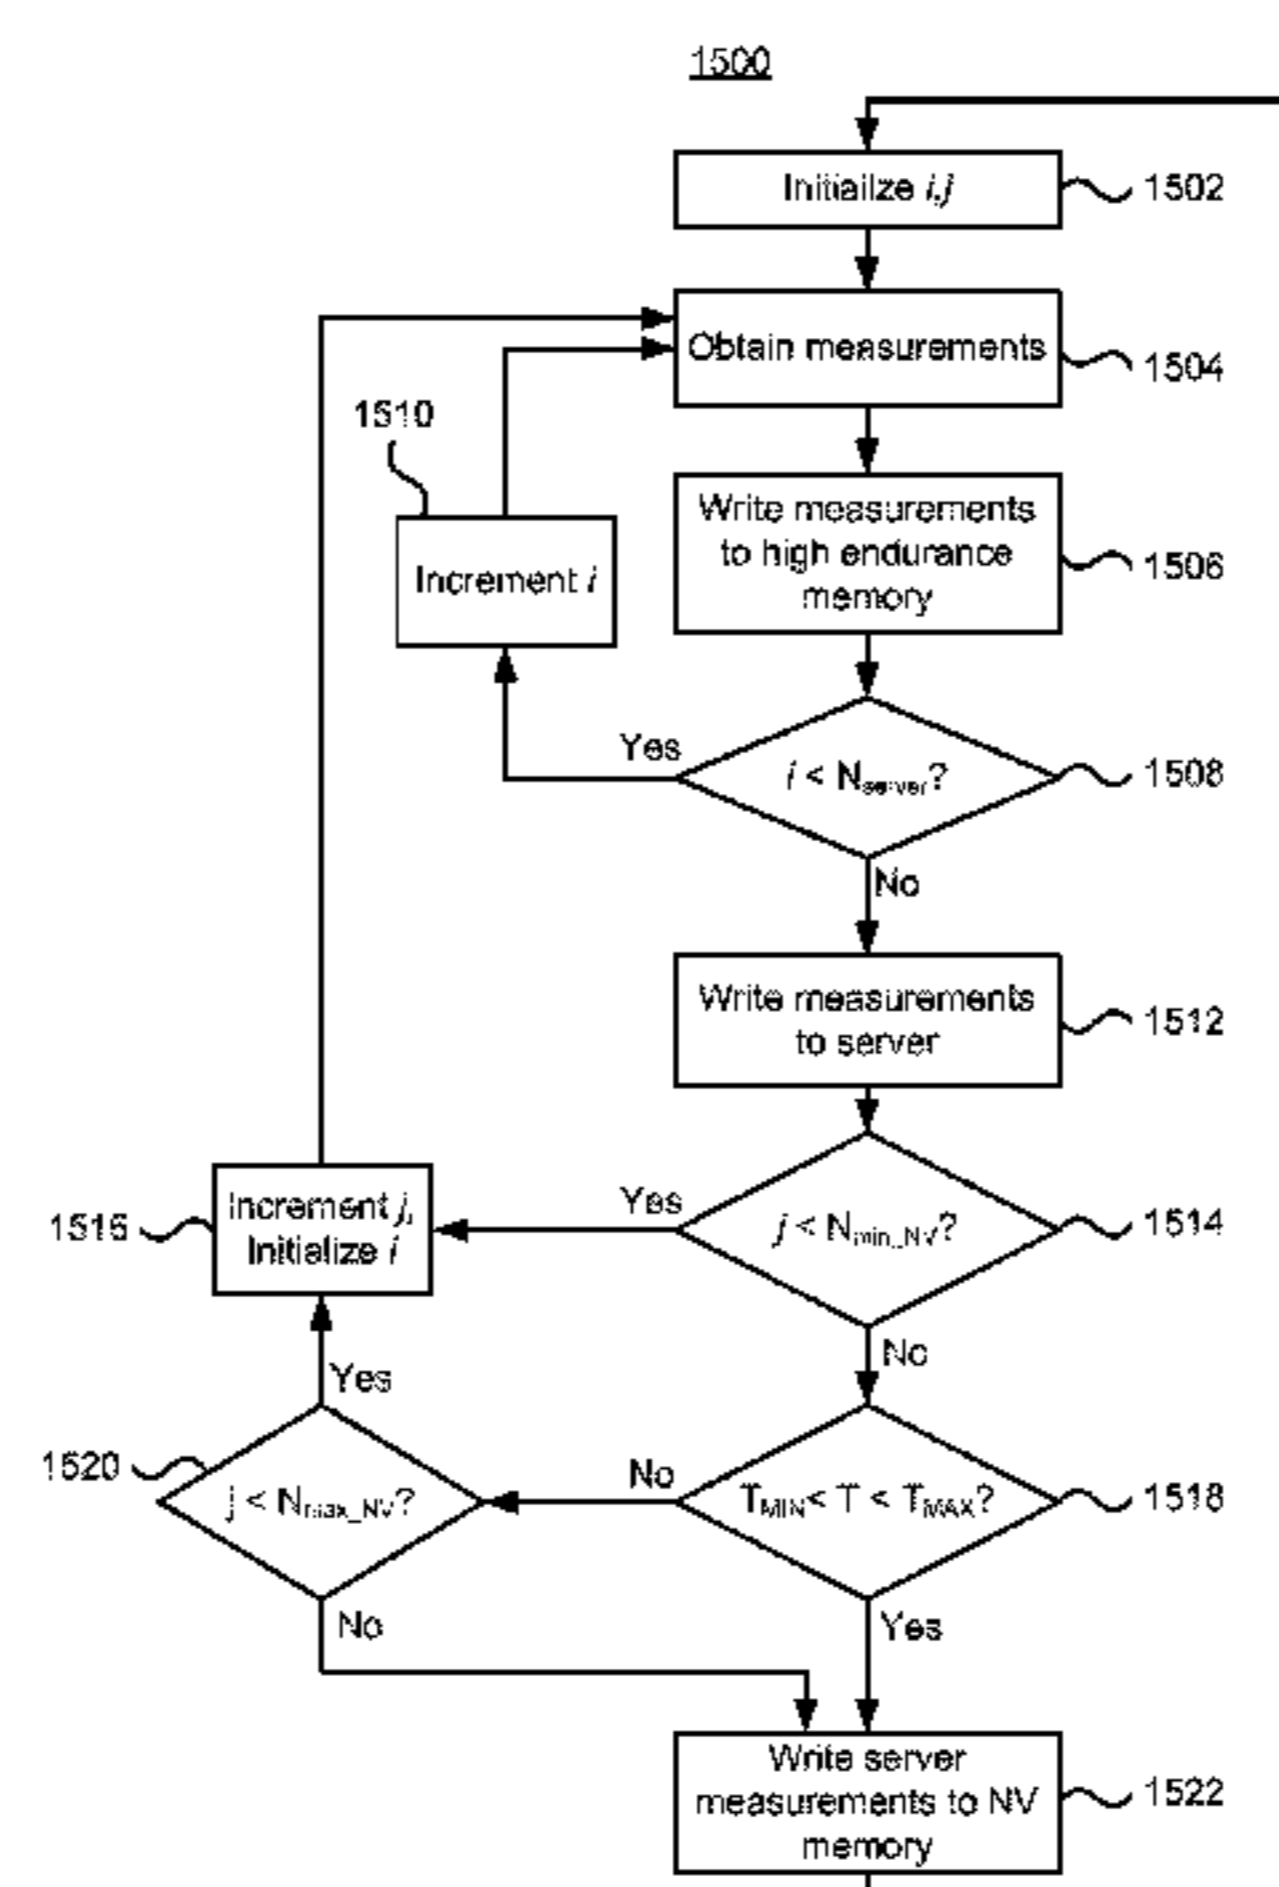 1500
Initiailze i,j
1502
Obtain measurements
1504
1510
Write measurements
to high endurance
memory
1506
Increment i
Yes
i < Nserver?
1508
No
Write measurements
to server
1512
Increment j,
Initialize i
1516
Yes
j < Nmin_NV?
1514
No
Yes
1520
j < Nmax_NV?
No
TMIN< T < TMAX?
1518
No
Yes
Write server
measurements to NV
memory
1522